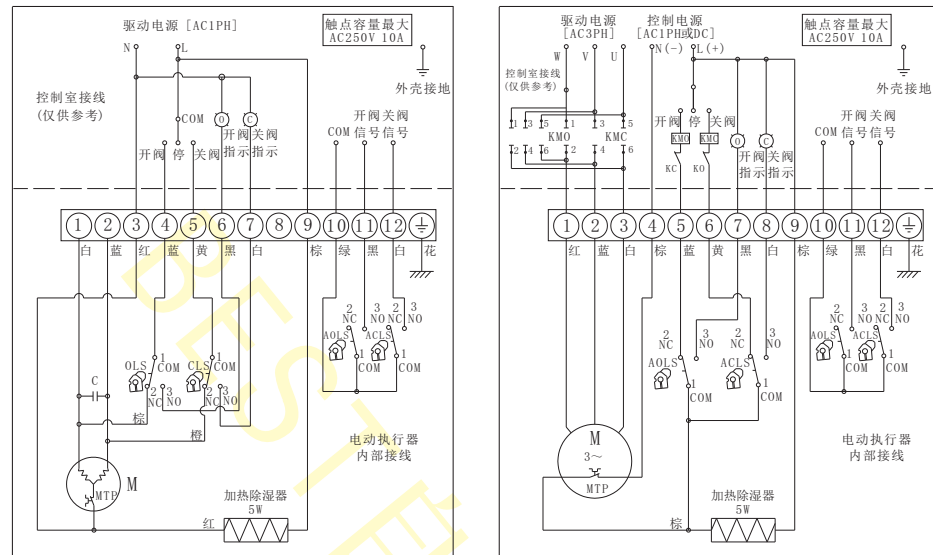 驱动电源 [AC1PH]
触点容量最大
AC250V 10A
N
L
外壳接地
控制室接线
(仅供参考)
COM
O
C
开阀 关阀
指示 指示
开阀 停 关阀
开阀 关阀
COM 信号 信号
1 2 3 4 5 6 7 8 9 10 11 12
白 蓝 红 蓝 黄 黑 白 棕 绿 黑 白 花
OLS
1
COM
2
NC
3
NO
CLS
1
COM
2
NC
3
NO
2
NC
3
NO
2
NC
3
NO
AOLS
ACLS
1
COM
1
COM
C
棕
橙
M
MTP
电动执行器
内部接线
加热除湿器
5W
红
驱动电源
[AC3PH]
控制电源
[AC1PH或DC]
触点容量最大
AC250V 10A
W V U
N(-) L(+)
外壳接地
控制室接线
(仅供参考)
1 3 5 1 3 5
KMO KMC
2 4 6 2 4 6
开阀 停 关阀
KMO
KMC
KC
KO
O
C
开阀 关阀
指示 指示
开阀 关阀
COM 信号 信号
1 2 3 4 5 6 7 8 9 10 11 12
红 蓝 白 棕 蓝 黄 黑 白 棕 绿 黑 白 花
2
NC
3
NO
2
NC
3
NO
AOLS
ACLS
1
COM
1
COM
2
NC
3
NO
2
NC
3
NO
AOLS
ACLS
1
COM
1
COM
M
3~
MTP
电动执行器
内部接线
加热除湿器
5W
棕
BESTE